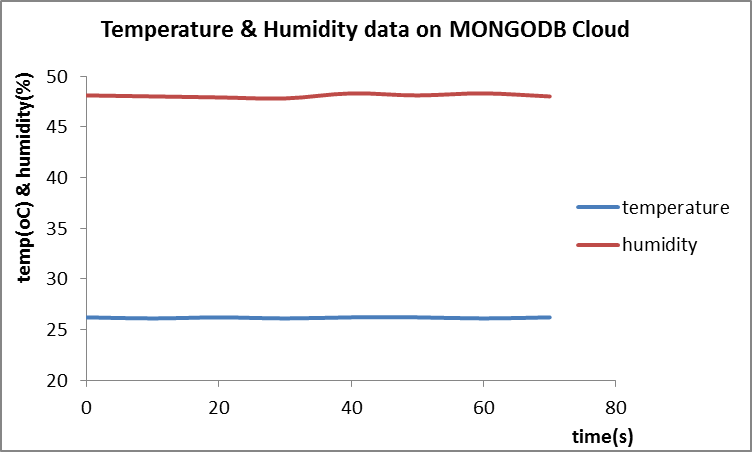 Temperature & Humidity data on MONGODB Cloud
temp(oC) & humidity(%)
50
45
40
35
30
25
20
0
20
40
60
80
time(s)
temperature
humidity